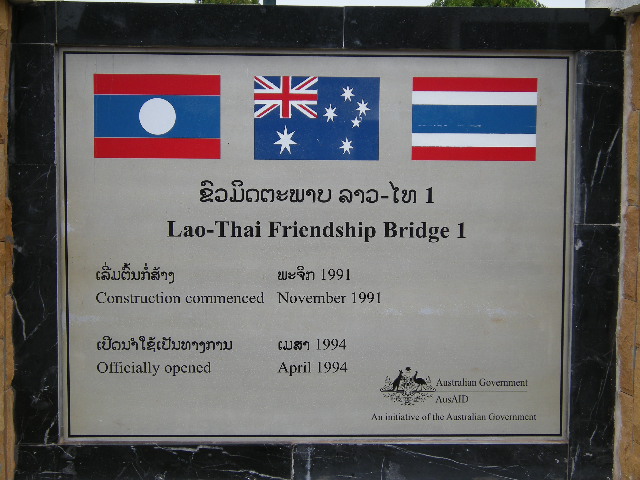 ຂົວມິດຕະພາບ ລາວ-ໄທ 1
Lao-Thai Friendship Bridge 1
ເລີ່ມຕົ້ນກໍ່ສ້າງ ພະຈິກ 1991
Construction commenced November 1991
ເປີດນຳໃຊ້ເປັນທາງການ ເມສາ 1994
Officially opened April 1994
Australian Government
AusAID
An initiative of the Australian Government